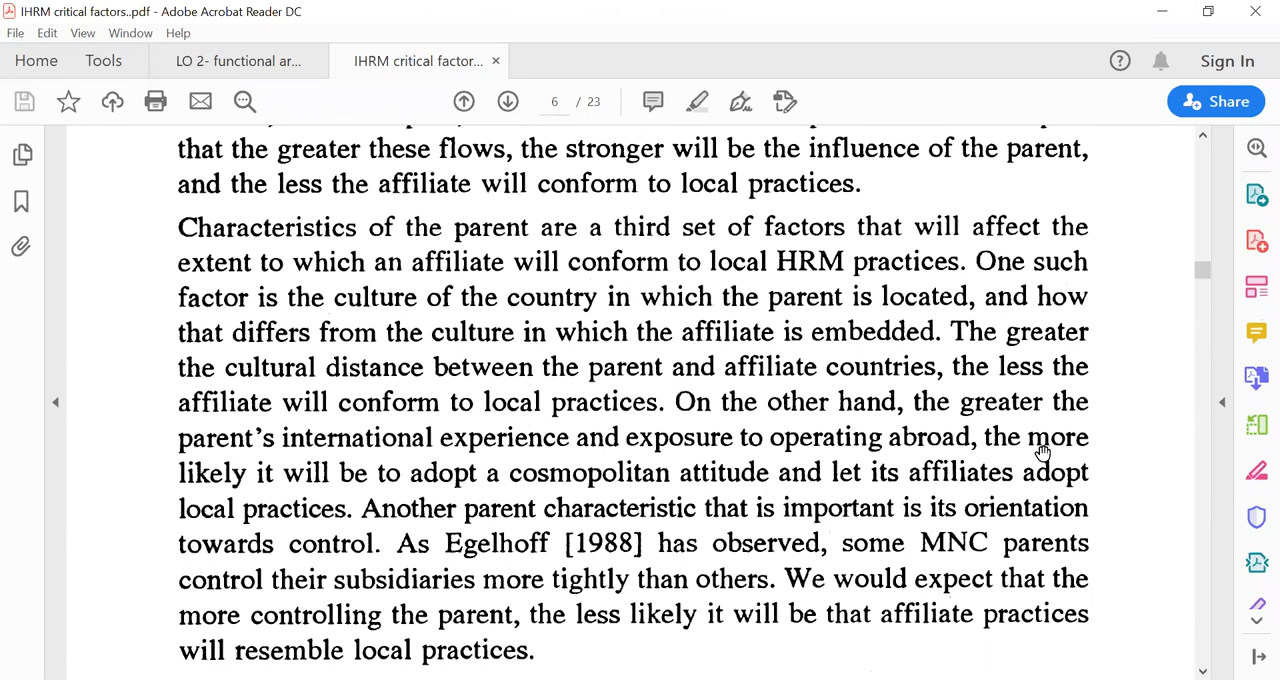 IHRM critical factors..pdf - Adobe Acrobat Reader DC
File Edit View Window Help
Home Tools LO 2- functional ar... IHRM critical factor... × Sign In
6 / 23 Share
that the greater these flows, the stronger will be the influence of the parent,
and the less the affiliate will conform to local practices.
Characteristics of the parent are a third set of factors that will affect the
extent to which an affiliate will conform to local HRM practices. One such
factor is the culture of the country in which the parent is located, and how
that differs from the culture in which the affiliate is embedded. The greater
the cultural distance between the parent and affiliate countries, the less the
affiliate will conform to local practices. On the other hand, the greater the
parent's international experience and exposure to operating abroad, the more
likely it will be to adopt a cosmopolitan attitude and let its affiliates adopt
local practices. Another parent characteristic that is important is its orientation
towards control. As Egelhoff [1988] has observed, some MNC parents
control their subsidiaries more tightly than others. We would expect that the
more controlling the parent, the less likely it will be that affiliate practices
will resemble local practices.